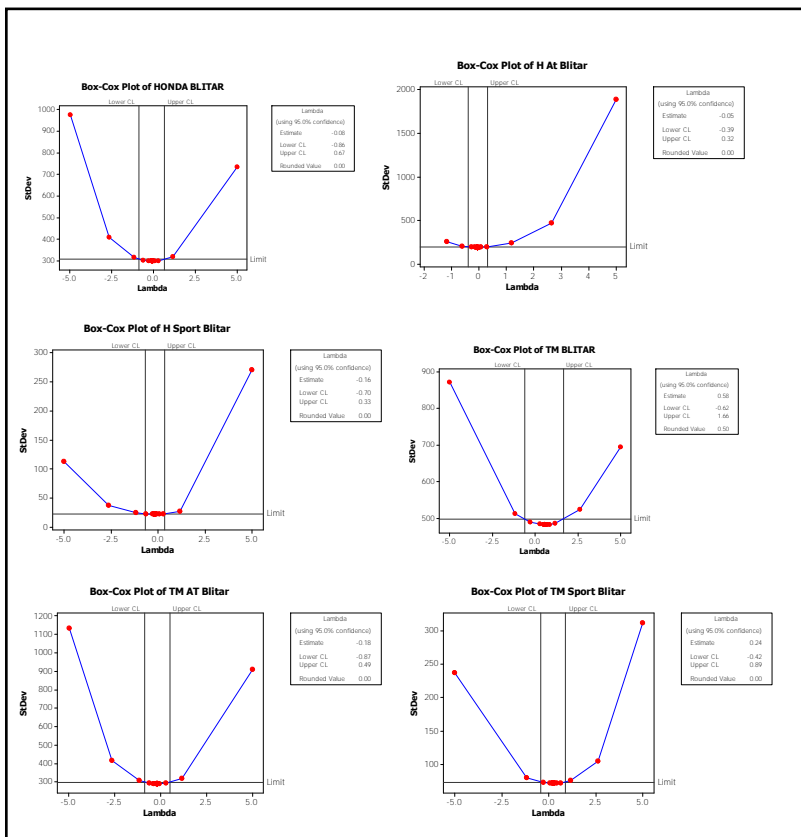 Box-Cox Plot of HONDA BLITAR
Lower CL Upper CL
1000
900
800
700
600
500
400
300
StDev
-5.0 -2.5 0.0 2.5 5.0
Lambda
Limit
Lambda
(using 95.0% confidence)
Estimate -0.08
Lower CL -0.86
Upper CL 0.67
Rounded Value 0.00
Box-Cox Plot of H At Blitar
Lower CL Upper CL
2000
1500
1000
500
0
StDev
-2 -1 0 1 2 3 4 5
Lambda
Limit
Lambda
(using 95.0% confidence)
Estimate -0.05
Lower CL -0.39
Upper CL 0.32
Rounded Value 0.00
Box-Cox Plot of H Sport Blitar
Lower CL Upper CL
300
250
200
150
100
50
0
StDev
-5.0 -2.5 0.0 2.5 5.0
Lambda
Limit
Lambda
(using 95.0% confidence)
Estimate -0.16
Lower CL -0.70
Upper CL 0.33
Rounded Value 0.00
Box-Cox Plot of TM BLITAR
Lower CL Upper CL
900
800
700
600
500
StDev
-5.0 -2.5 0.0 2.5 5.0
Lambda
Limit
Lambda
(using 95.0% confidence)
Estimate 0.58
Lower CL -0.62
Upper CL 1.66
Rounded Value 0.50
Box-Cox Plot of TM AT Blitar
Lower CL Upper CL
1200
1100
1000
900
800
700
600
500
400
300
StDev
-5.0 -2.5 0.0 2.5 5.0
Lambda
Limit
Lambda
(using 95.0% confidence)
Estimate -0.18
Lower CL -0.87
Upper CL 0.49
Rounded Value 0.00
Box-Cox Plot of TM Sport Blitar
Lower CL Upper CL
300
250
200
150
100
StDev
-5.0 -2.5 0.0 2.5 5.0
Lambda
Limit
Lambda
(using 95.0% confidence)
Estimate 0.24
Lower CL -0.42
Upper CL 0.89
Rounded Value 0.00